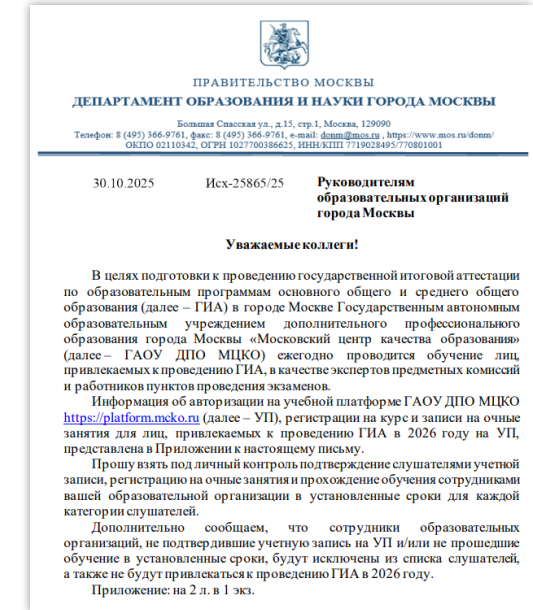 ПРАВИТЕЛЬСТВО МОСКВЫ
ДЕПАРТАМЕНТ ОБРАЗОВАНИЯ И НАУКИ ГОРОДА МОСКВЫ
Большая Спасская ул., д.15, стр.1, Москва, 129090
Телефон: 8 (495) 366-9761, факс: 8 (495) 366-9761, e-mail: donm@mos.ru , https://www.mos.ru/donm/
ОКПО 02110342, ОГРН 1027700386625, ИНН/КПП 7719028495/770801001
30.10.2025 Исх-25865/25 Руководителям
образовательных организаций
города Москвы
Уважаемые коллеги!
В целях подготовки к проведению государственной итоговой аттестации
по образовательным программам основного общего и среднего общего
образования (далее – ГИА) в городе Москве Государственным автономным
образовательным учреждением дополнительного профессионального
образования города Москвы «Московский центр качества образования»
(далее – ГАОУ ДПО МЦКО) ежегодно проводится обучение лиц,
привлекаемых к проведению ГИА, в качестве экспертов предметных комиссий
и работников пунктов проведения экзаменов.
Информация об авторизации на учебной платформе ГАОУ ДПО МЦКО
https://platform.mcko.ru (далее – УП), регистрации на курс и записи на очные
занятия для лиц, привлекаемых к проведению ГИА в 2026 году на УП,
представлена в Приложении к настоящему письму.
Прошу взять под личный контроль подтверждение слушателями учетной
записи, регистрацию на очные занятия и прохождение обучения сотрудниками
вашей образовательной организации в установленные сроки для каждой
категории слушателей.
Дополнительно сообщаем, что сотрудники образовательных
организаций, не подтвердившие учетную запись на УП и/или не прошедшие
обучение в установленные сроки, будут исключены из списка слушателей,
а также не будут привлекаться к проведению ГИА в 2026 году.
Приложение: на 2 л. в 1 экз.